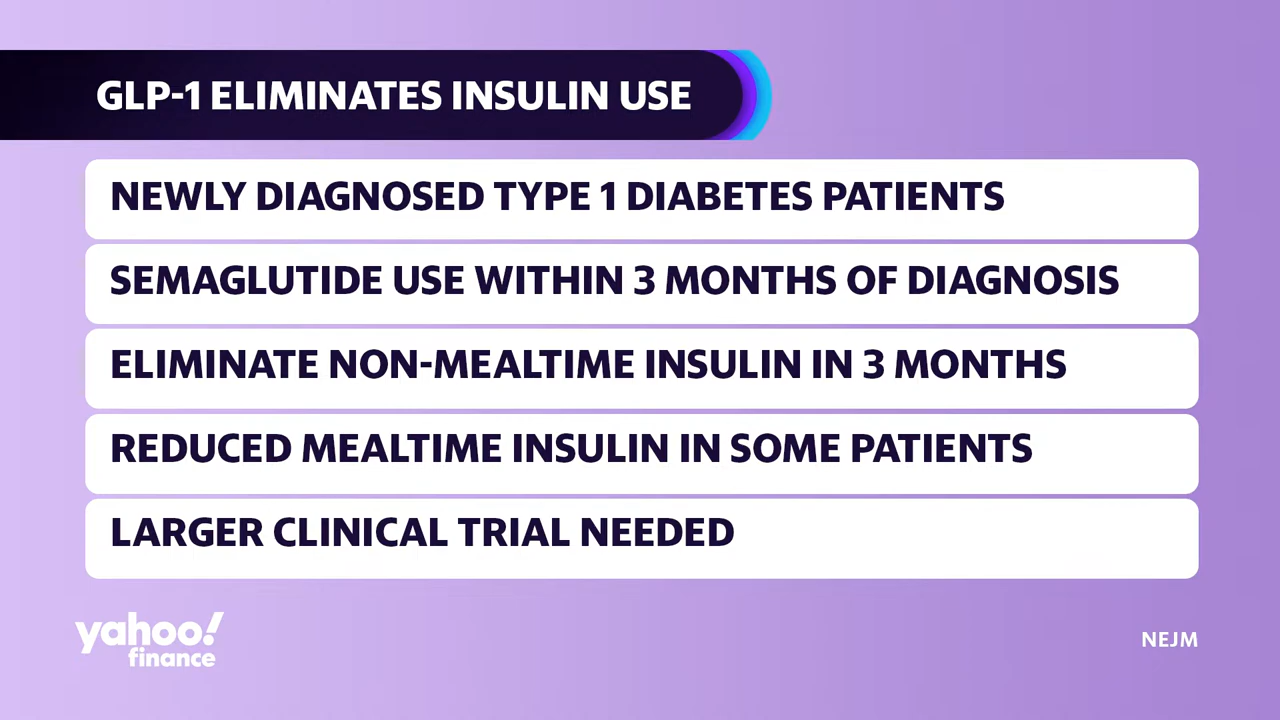 GLP-1 ELIMINATES INSULIN USE
NEWLY DIAGNOSED TYPE 1 DIABETES PATIENTS
SEMAGLUTIDE USE WITHIN 3 MONTHS OF DIAGNOSIS
ELIMINATE NON-MEALTIME INSULIN IN 3 MONTHS
REDUCED MEALTIME INSULIN IN SOME PATIENTS
LARGER CLINICAL TRIAL NEEDED
yahoo!
finance
NEJM